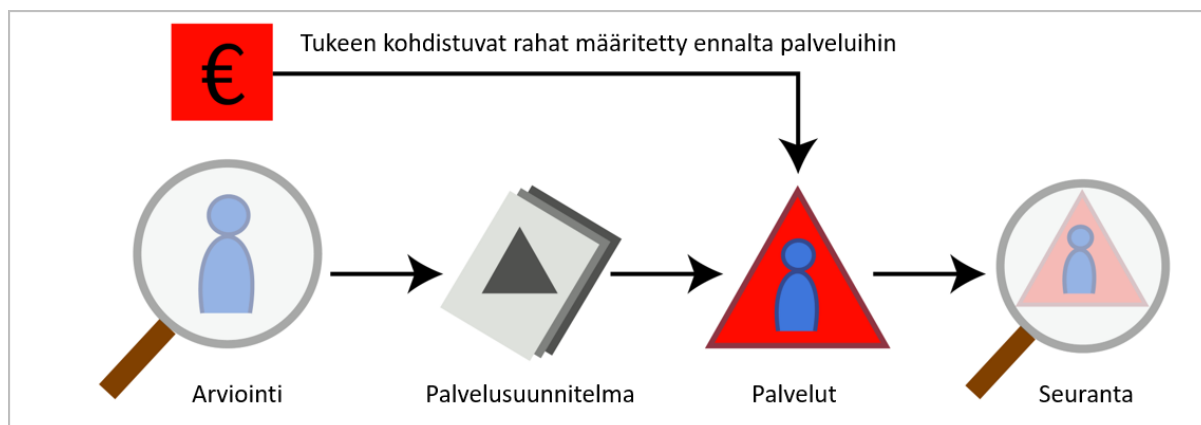 €
Tukeen kohdistuvat rahat määritetty ennalta palveluihin
Arviointi
Palvelusuunnitelma
Palvelut
Seuranta